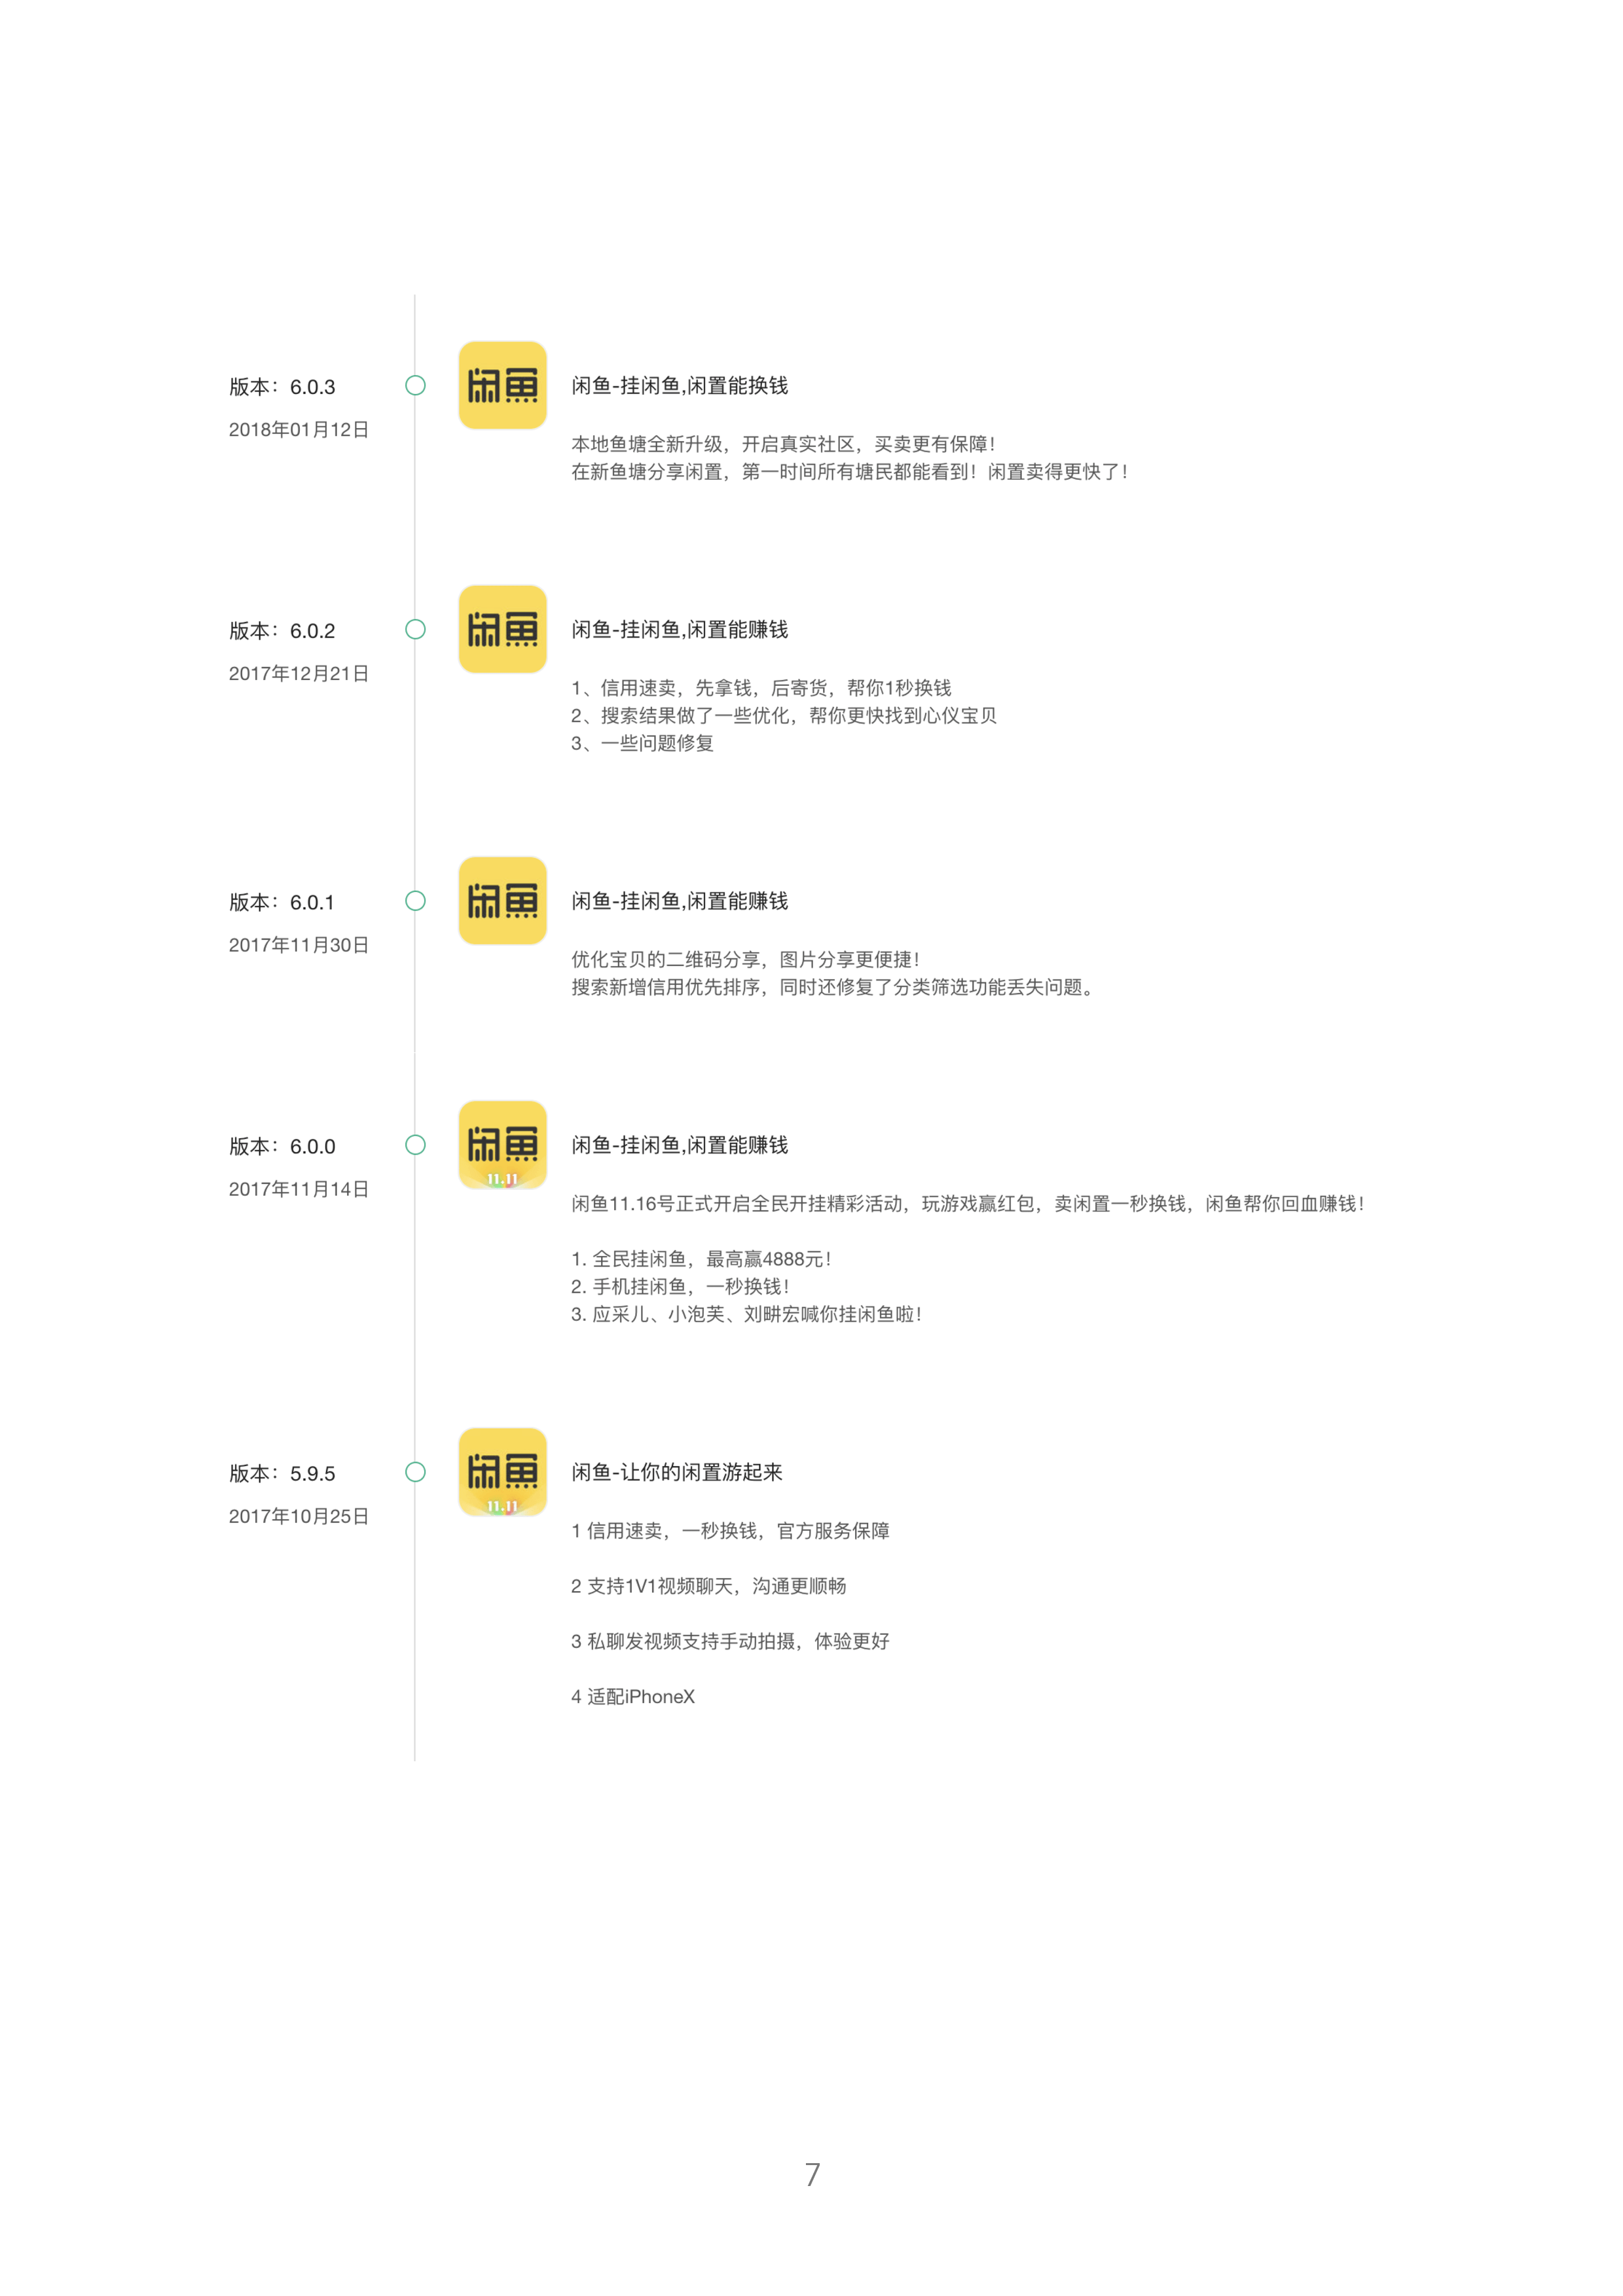 闲鱼
版本：6.0.3
闲鱼-挂闲鱼,闲置能换钱
2018年01月12日
本地鱼塘全新升级，开启真实社区，买卖更有保障！
在新鱼塘分享闲置，第一时间所有塘民都能看到！闲置卖得更快了！
闲鱼
版本：6.0.2
闲鱼-挂闲鱼,闲置能赚钱
2017年12月21日
1、信用速卖，先拿钱，后寄货，帮你1秒换钱
2、搜索结果做了一些优化，帮你更快找到心仪宝贝
3、一些问题修复
闲鱼
版本：6.0.1
闲鱼-挂闲鱼,闲置能赚钱
2017年11月30日
优化宝贝的二维码分享，图片分享更便捷！
搜索新增信用优先排序，同时还修复了分类筛选功能丢失问题。
闲鱼
11.11
版本：6.0.0
闲鱼-挂闲鱼,闲置能赚钱
2017年11月14日
闲鱼11.16号正式开启全民开挂精彩活动，玩游戏赢红包，卖闲置一秒换钱，闲鱼帮你回血赚钱！
1. 全民挂闲鱼，最高赢4888元！
2. 手机挂闲鱼，一秒换钱！
3. 应采儿、小泡芙、刘畊宏喊你挂闲鱼啦！
闲鱼
11.11
版本：5.9.5
闲鱼-让你的闲置游起来
2017年10月25日
1 信用速卖，一秒换钱，官方服务保障
2 支持1V1视频聊天，沟通更顺畅
3 私聊发视频支持手动拍摄，体验更好
4 适配iPhoneX
7